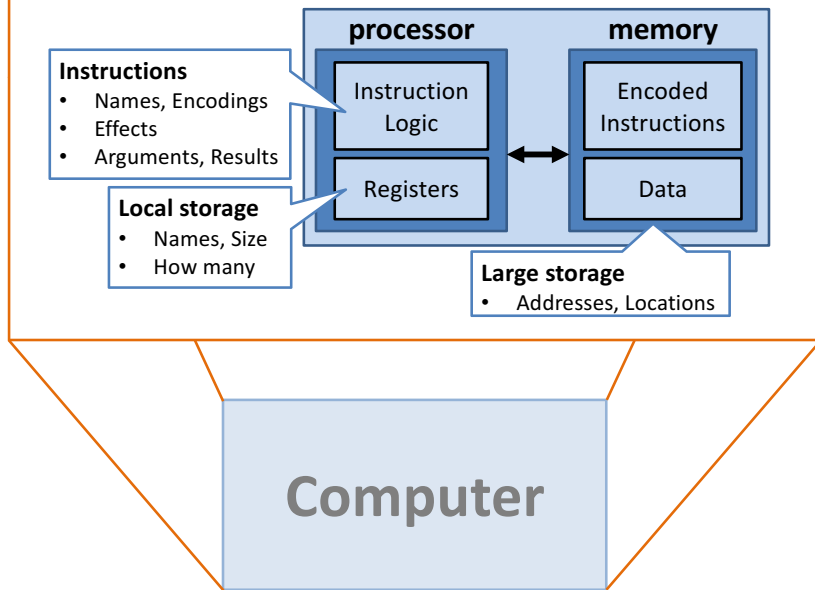 processor
memory
Instructions
• Names, Encodings
• Effects
• Arguments, Results
Instruction
Logic
Encoded
Instructions
Registers
Data
Local storage
• Names, Size
• How many
Large storage
• Addresses, Locations
Computer